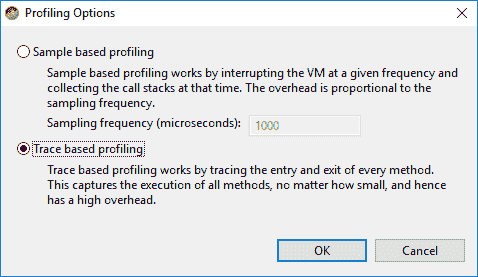 Profiling Options
Sample based profiling
Sample based profiling works by interrupting the VM at a given frequency and
collecting the call stacks at that time. The overhead is proportional to the
sampling frequency.
Sampling frequency (microseconds): 1000
Trace based profiling
Trace based profiling works by tracing the entry and exit of every method.
This captures the execution of all methods, no matter how small, and hence
has a high overhead.
OK Cancel